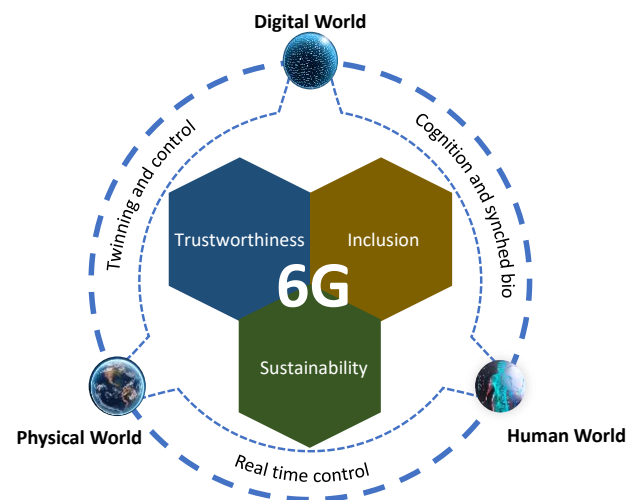 Digital World
Twinning and control
Cognition and synched bio
Trustworthiness
Inclusion
6G
Sustainability
Physical World
Human World
Real time control